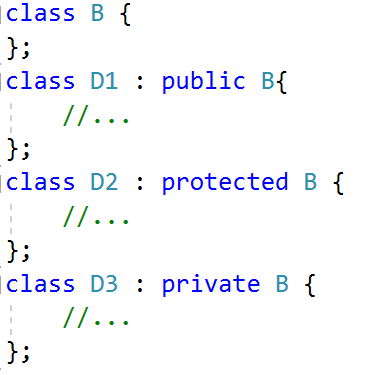 class B {
};
class D1 : public B{
    //...
};
class D2 : protected B {
    //...
};
class D3 : private B {
    //...
};